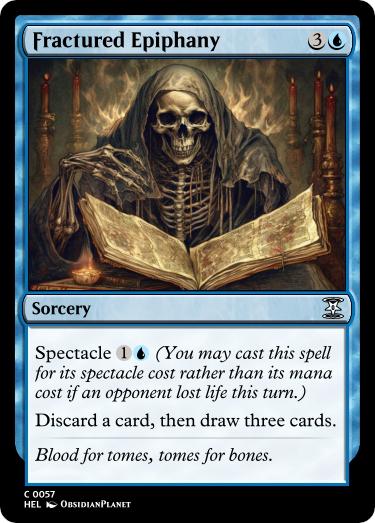 Fractured Epiphany 3
Sorcery
Spectacle 1 (You may cast this spell
for its spectacle cost rather than its mana
cost if an opponent lost life this turn.)
Discard a card, then draw three cards.
Blood for tomes, tomes for bones.
C 0057
HEL ObsidianPlanet